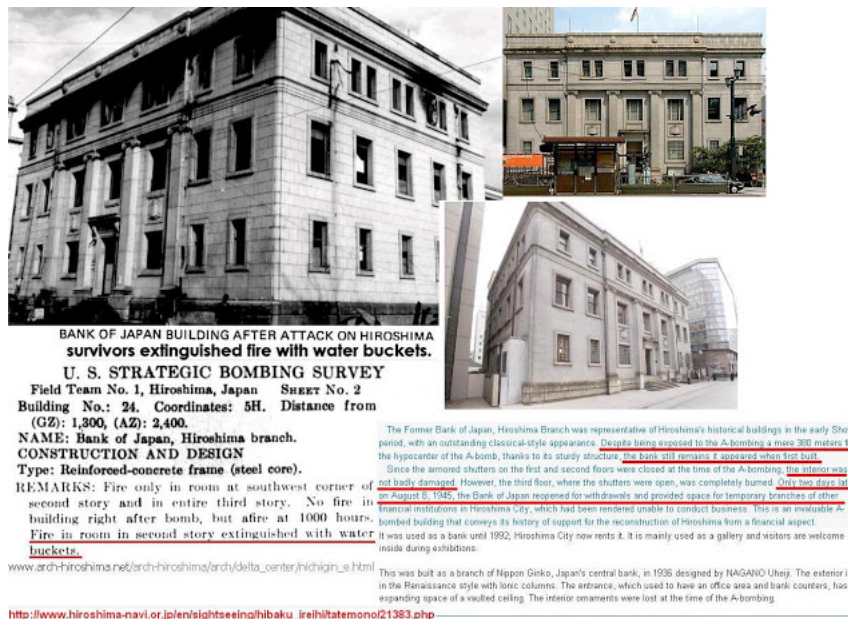 BANK OF JAPAN BUILDING AFTER ATTACK ON HIROSHIMA
survivors extinguished fire with water buckets.
U. S. STRATEGIC BOMBING SURVEY
Field Team No. 1, Hiroshima, Japan SHEET No. 2
Building No.: 24. Coordinates: 5H. Distance from
(GZ): 1,300, (AZ): 2,400.
NAME: Bank of Japan, Hiroshima branch.
CONSTRUCTION AND DESIGN
Type: Reinforced-concrete frame (steel core).
REMARKS: Fire only in room at southwest corner of
second story and in entire third story. No fire in
building right after bomb, but afire at 1000 hours.
Fire in room in second story extinguished with water
buckets.
www.arch-hiroshima.net/arch-hiroshima/arch/delta_center/nichigin_e.html
The Former Bank of Japan, Hiroshima Branch was representative of Hiroshima's historical buildings in the early Sho
period, with an outstanding classical-style appearance. Despite being exposed to the A-bombing a mere 380 meters f
the hypocenter of the A-bomb, thanks to its sturdy structure, the bank still remains it appeared when first built.
Since the armored shutters on the first and second floors were closed at the time of the A-bombing, the interior was
not badly damaged. However, the third floor, where the shutters were open, was completely burned. Only two days lat
on August 8, 1945, the Bank of Japan reopened for withdrawals and provided space for temporary branches of other
financial institutions in Hiroshima City, which had been rendered unable to conduct business. This is an invaluable A-
bombed building that conveys its history of support for the reconstruction of Hiroshima from a financial aspect.
It was used as a bank until 1992; Hiroshima City now rents it. It is mainly used as a gallery and visitors are welcome
inside during exhibitions.
This was built as a branch of Nippon Ginko, Japan's central bank, in 1936 designed by NAGANO Uheiji. The exterior i
in the Renaissance style with Ionic columns. The entrance, which used to have an office area and bank counters, has
expanding space of a vaulted ceiling. The interior ornaments were lost at the time of the A-bombing.
http://www.hiroshima-navi.or.jp/en/sightseeing/hibaku_ireihi/tatemono/21383.php